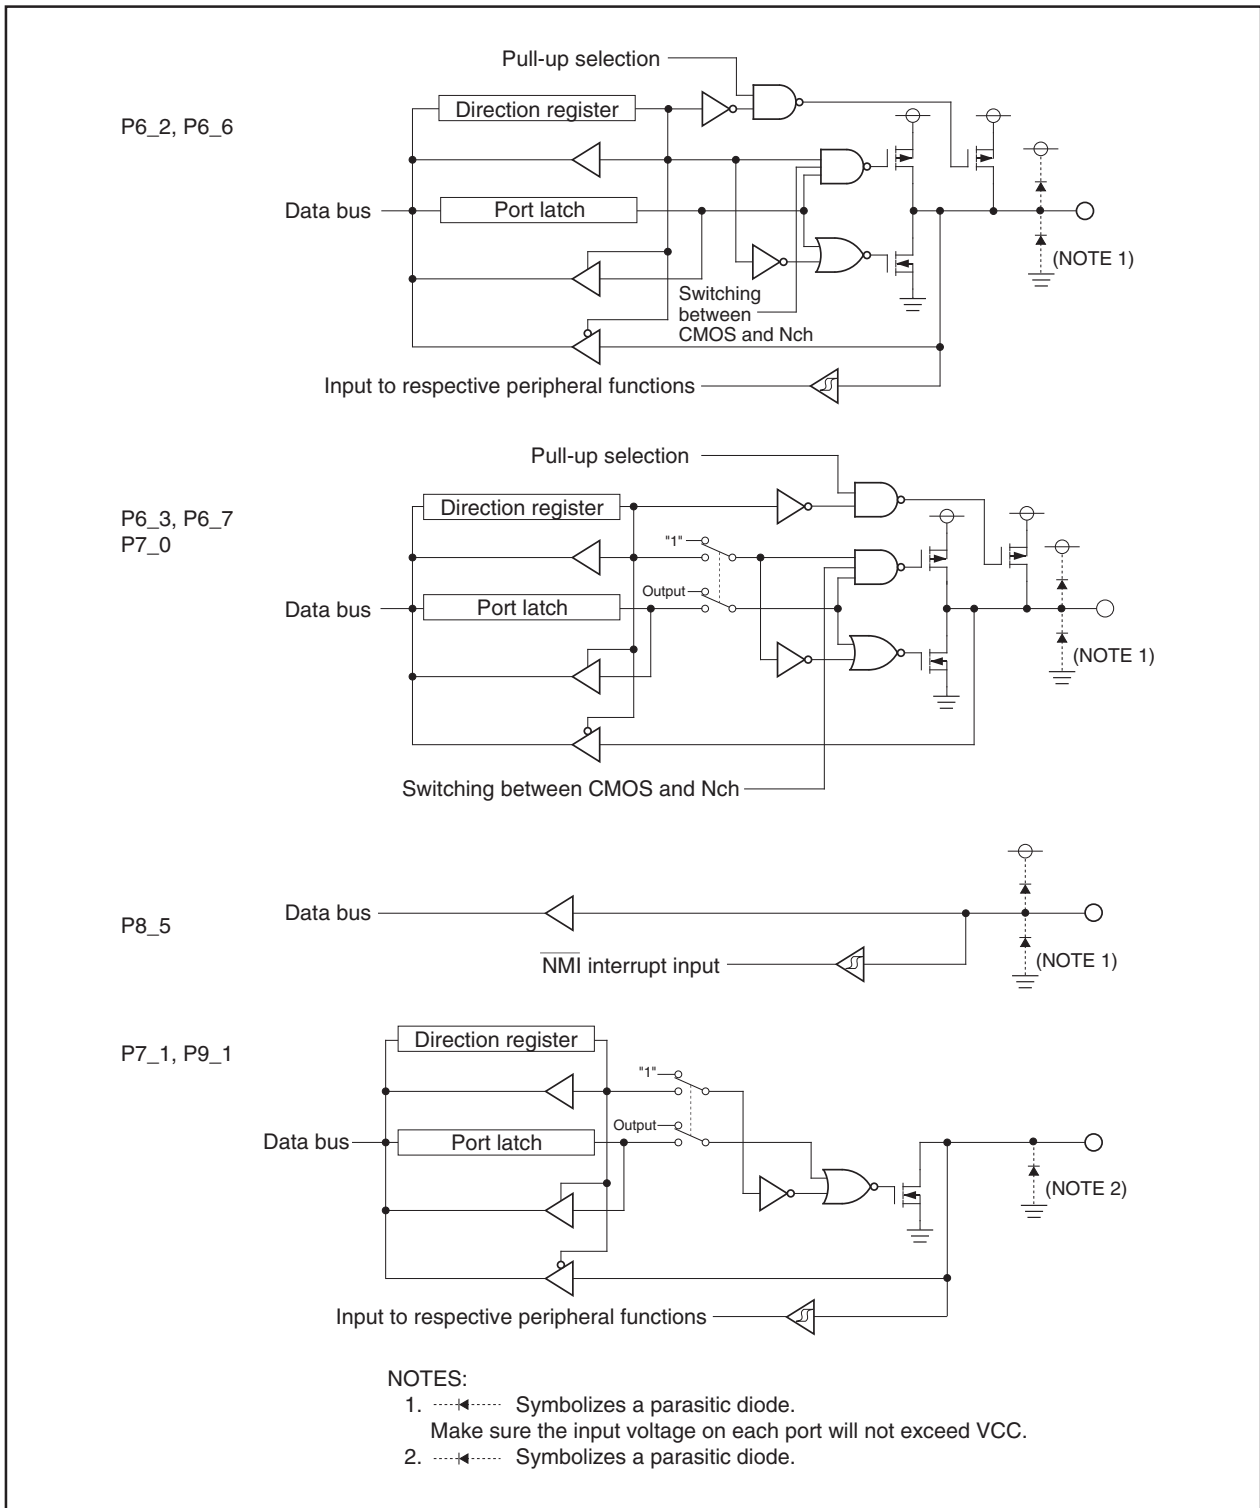 Pull-up selection
P6_2, P6_6
Direction register
Data bus
Port latch
(NOTE 1)
Switching
between
CMOS and Nch
Input to respective peripheral functions
Pull-up selection
P6_3, P6_7
P7_0
Direction register
"1"
Output
Data bus
Port latch
(NOTE 1)
Switching between CMOS and Nch
P8_5
Data bus
NMI interrupt input
(NOTE 1)
P7_1, P9_1
Direction register
"1"
Output
Data bus
Port latch
(NOTE 2)
Input to respective peripheral functions
NOTES:
1. Symbolizes a parasitic diode.
Make sure the input voltage on each port will not exceed VCC.
2. Symbolizes a parasitic diode.